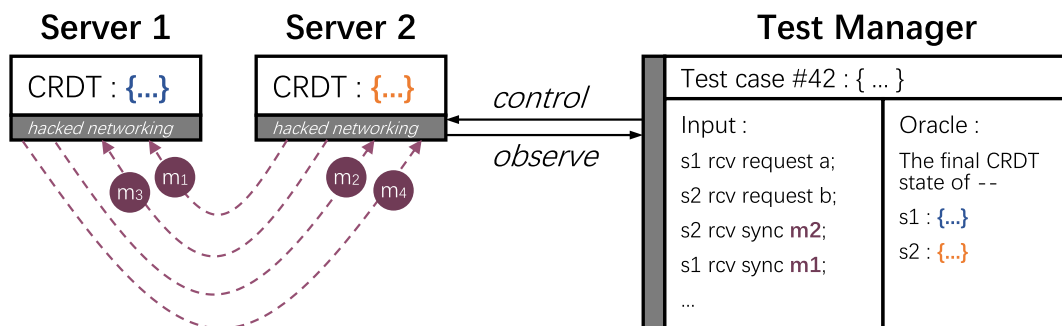 Server 1
Server 2
Test Manager
CRDT : {...}
CRDT : {...}
hacked networking
hacked networking
control
observe
m3
m1
m2
m4
Test case #42 : { ... }
Input :
s1 rcv request a;
s2 rcv request b;
s2 rcv sync m2;
s1 rcv sync m1;
...
Oracle :
The final CRDT
state of --
s1 : {...}
s2 : {...}